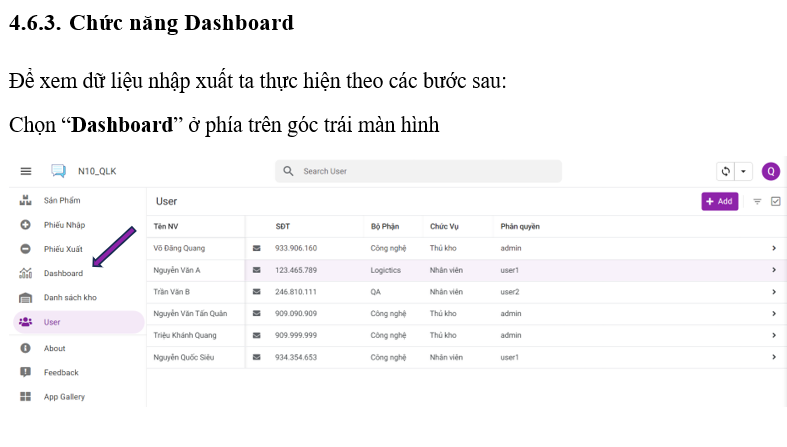 4.6.3. Chức năng Dashboard
Để xem dữ liệu nhập xuất ta thực hiện theo các bước sau:
Chọn “Dashboard” ở phía trên góc trái màn hình
N10_QLK
Search User
Q
Sản Phẩm
Phiếu Nhập
Phiếu Xuất
Dashboard
Danh sách kho
User
About
Feedback
App Gallery
User
Add
Tên NV SĐT Bộ Phận Chức Vụ Phân quyền
Võ Đăng Quang 933.906.160 Công nghệ Thủ kho admin
Nguyễn Văn A 123.465.789 Logictics Nhân viên user1
Trần Văn B 246.810.111 QA Nhân viên user2
Nguyễn Văn Tấn Quân 909.090.909 Công nghệ Thủ kho admin
Triệu Khánh Quang 909.999.999 Công nghệ Thủ kho admin
Nguyễn Quốc Siêu 934.354.653 Công nghệ Nhân viên user1